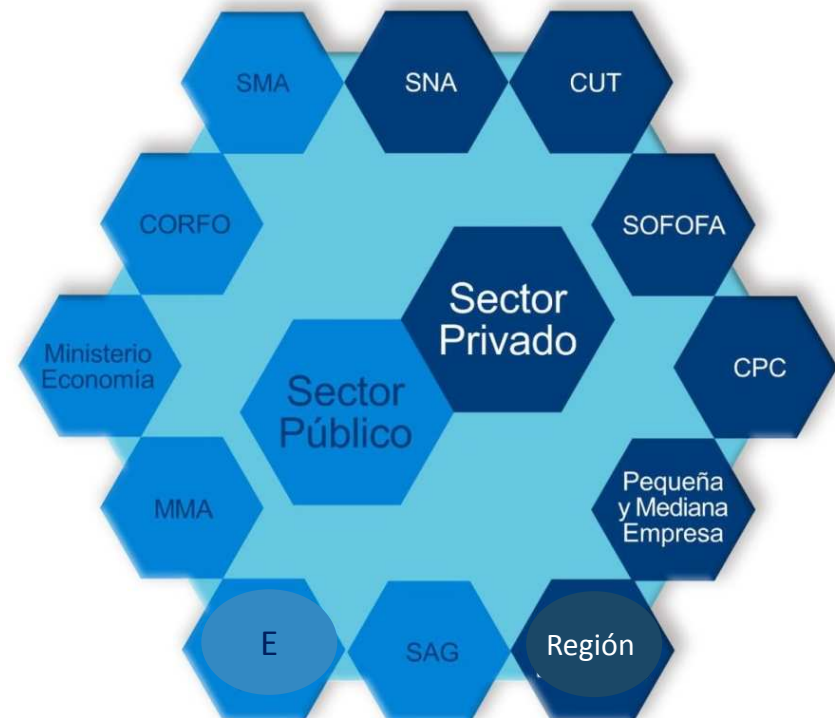 SMA
SNA
CUT
CORFO
SOFOFA
Sector
Privado
Ministerio
Economía
CPC
Sector
Público
MMA
Pequeña
y Mediana
Empresa
E
SAG
Región